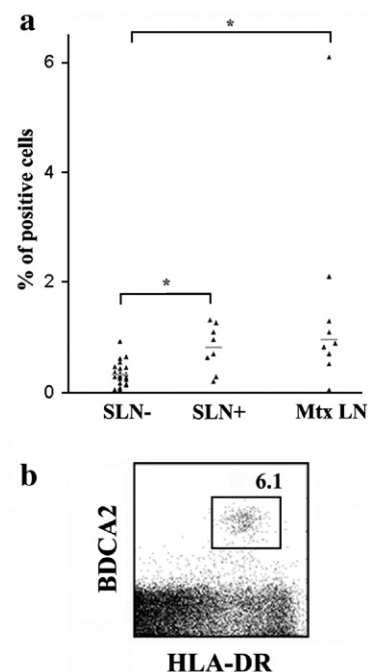 a
*
6
4
2
0
% of positive cells
*
SLN- SLN+ Mtx LN
b
6.1
BDCA2
HLA-DR